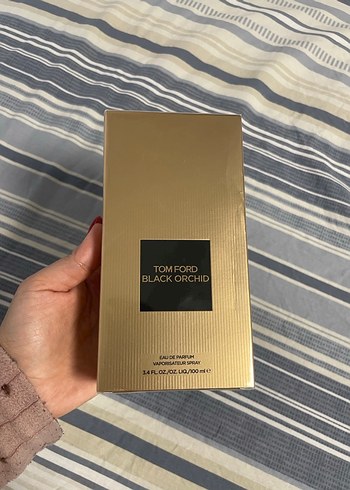 TOM FORD
BLACK ORCHID
EAU DE PARFUM
VAPORISATEUR SPRAY
3.4 FL.OZ./OZ. LIQ./100 ml ℮